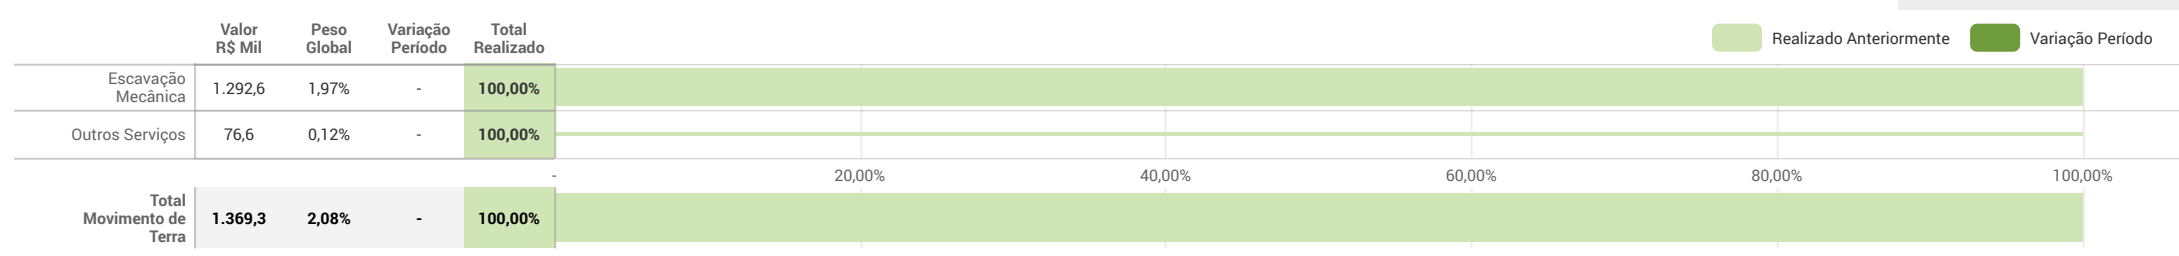 Valor
R$ Mil
Peso
Global
Variação
Período
Total
Realizado
Realizado Anteriormente
Variação Período
Escavação
Mecânica
1.292,6 1,97% - 100,00%
Outros Serviços 76,6 0,12% - 100,00%
- 20,00% 40,00% 60,00% 80,00% 100,00%
Total
Movimento de
Terra
1.369,3 2,08% - 100,00%